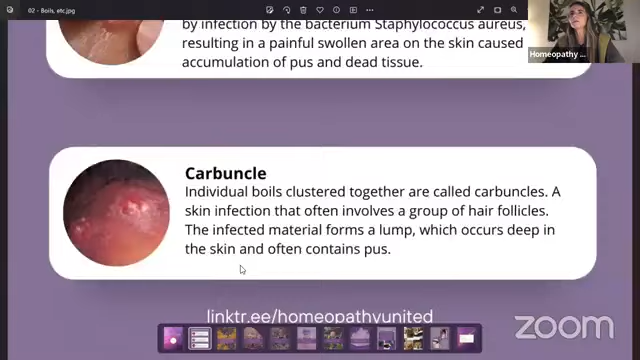 02 - Boils, etc.jpg
by infection by the bacterium Staphylococcus aureus,
resulting in a painful swollen area on the skin caused
accumulation of pus and dead tissue.
Homeopathy ...
Carbuncle
Individual boils clustered together are called carbuncles. A
skin infection that often involves a group of hair follicles.
The infected material forms a lump, which occurs deep in
the skin and often contains pus.
linktr.ee/homeopathyunited
zoom